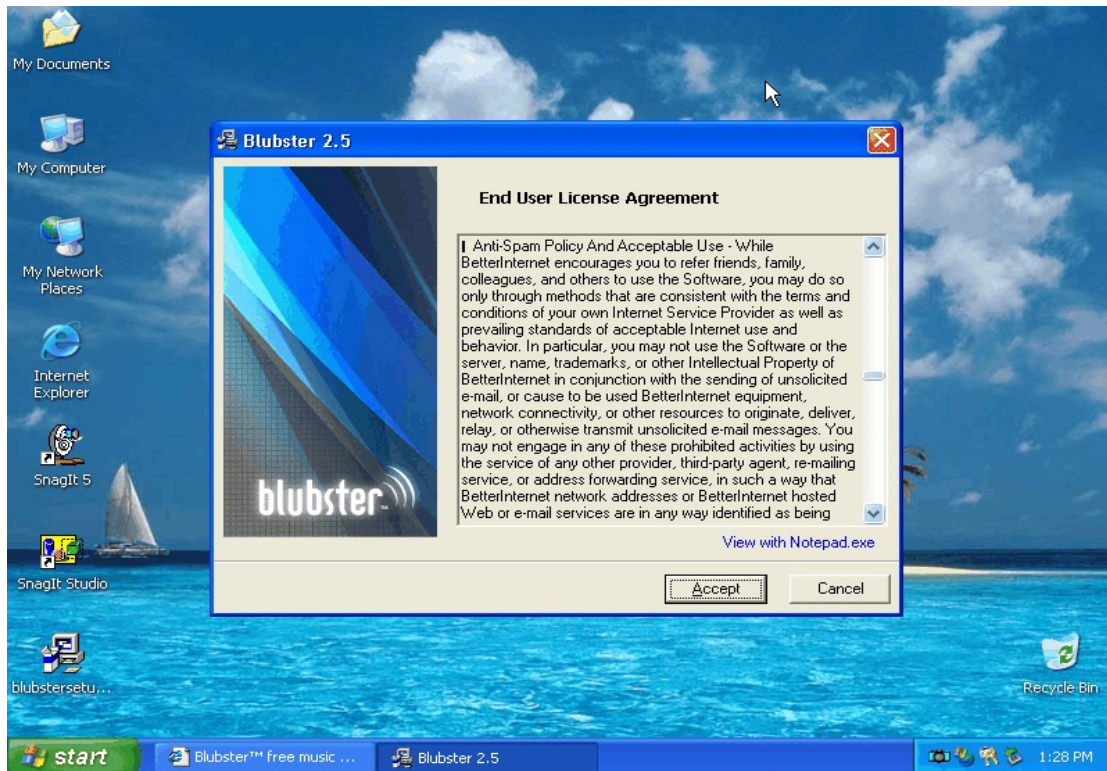 My Documents
My Computer
My Network
Places
Internet
Explorer
SnagIt 5
SnagIt Studio
blubstersetu...
Blubster 2.5
End User License Agreement
Anti-Spam Policy And Acceptable Use - While
BetterInternet encourages you to refer friends, family,
colleagues, and others to use the Software, you may do so
only through methods that are consistent with the terms and
conditions of your own Internet Service Provider as well as
prevailing standards of acceptable Internet use and
behavior. In particular, you may not use the Software or the
server, name, trademarks, or other Intellectual Property of
BetterInternet in conjunction with the sending of unsolicited
e-mail, or cause to be used BetterInternet equipment,
network connectivity, or other resources to originate, deliver,
relay, or otherwise transmit unsolicited e-mail messages. You
may not engage in any of these prohibited activities by using
the service of any other provider, third-party agent, re-mailing
service, or address forwarding service, in such a way that
BetterInternet network addresses or BetterInternet hosted
Web or e-mail services are in any way identified as being
blubster
View with Notepad.exe
Accept
Cancel
Recycle Bin
start
Blubster™ free music ...
Blubster 2.5
1:28 PM